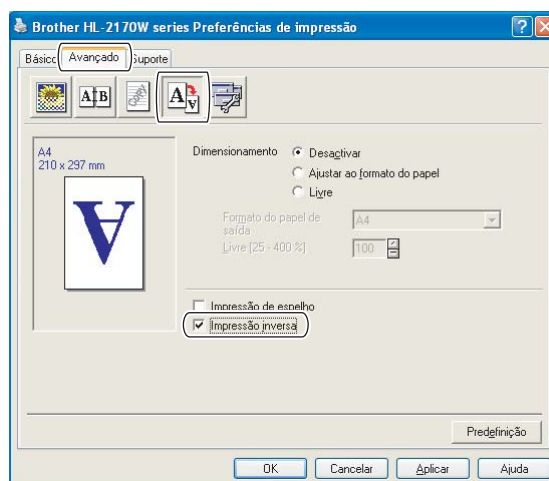 Brother HL-2170W series Preferências de impressão
Básico Avançado Suporte
A B A A
A4
210 x 297 mm
A
Dimensionamento Desactivar
Ajustar ao formato do papel
Livre
Formato do papel de saída A4
Livre [25 - 400 %] 100
Impressão de espelho
Impressão inversa
Predefinição
OK Cancelar Aplicar Ajuda